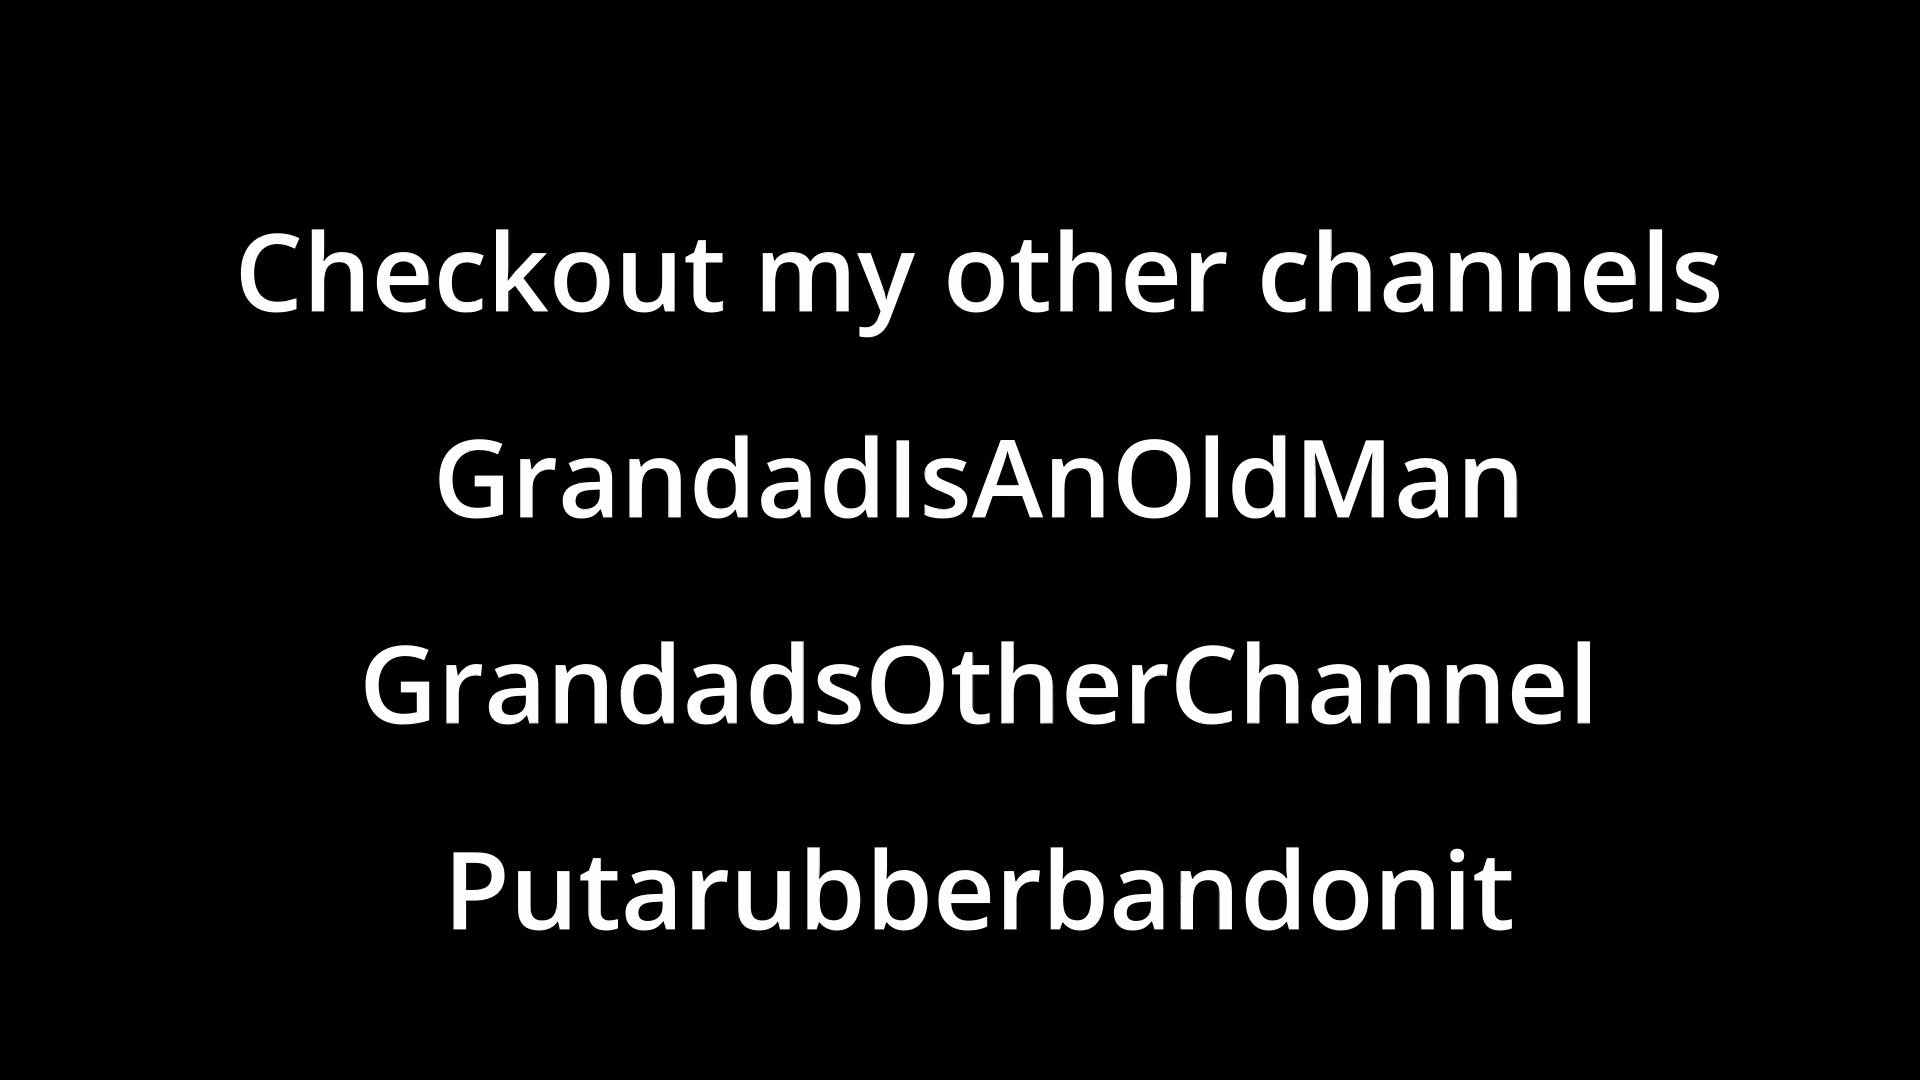 Checkout my other channels
GrandadIsAnOldMan
GrandadsOtherChannel
Putarubberbandonit